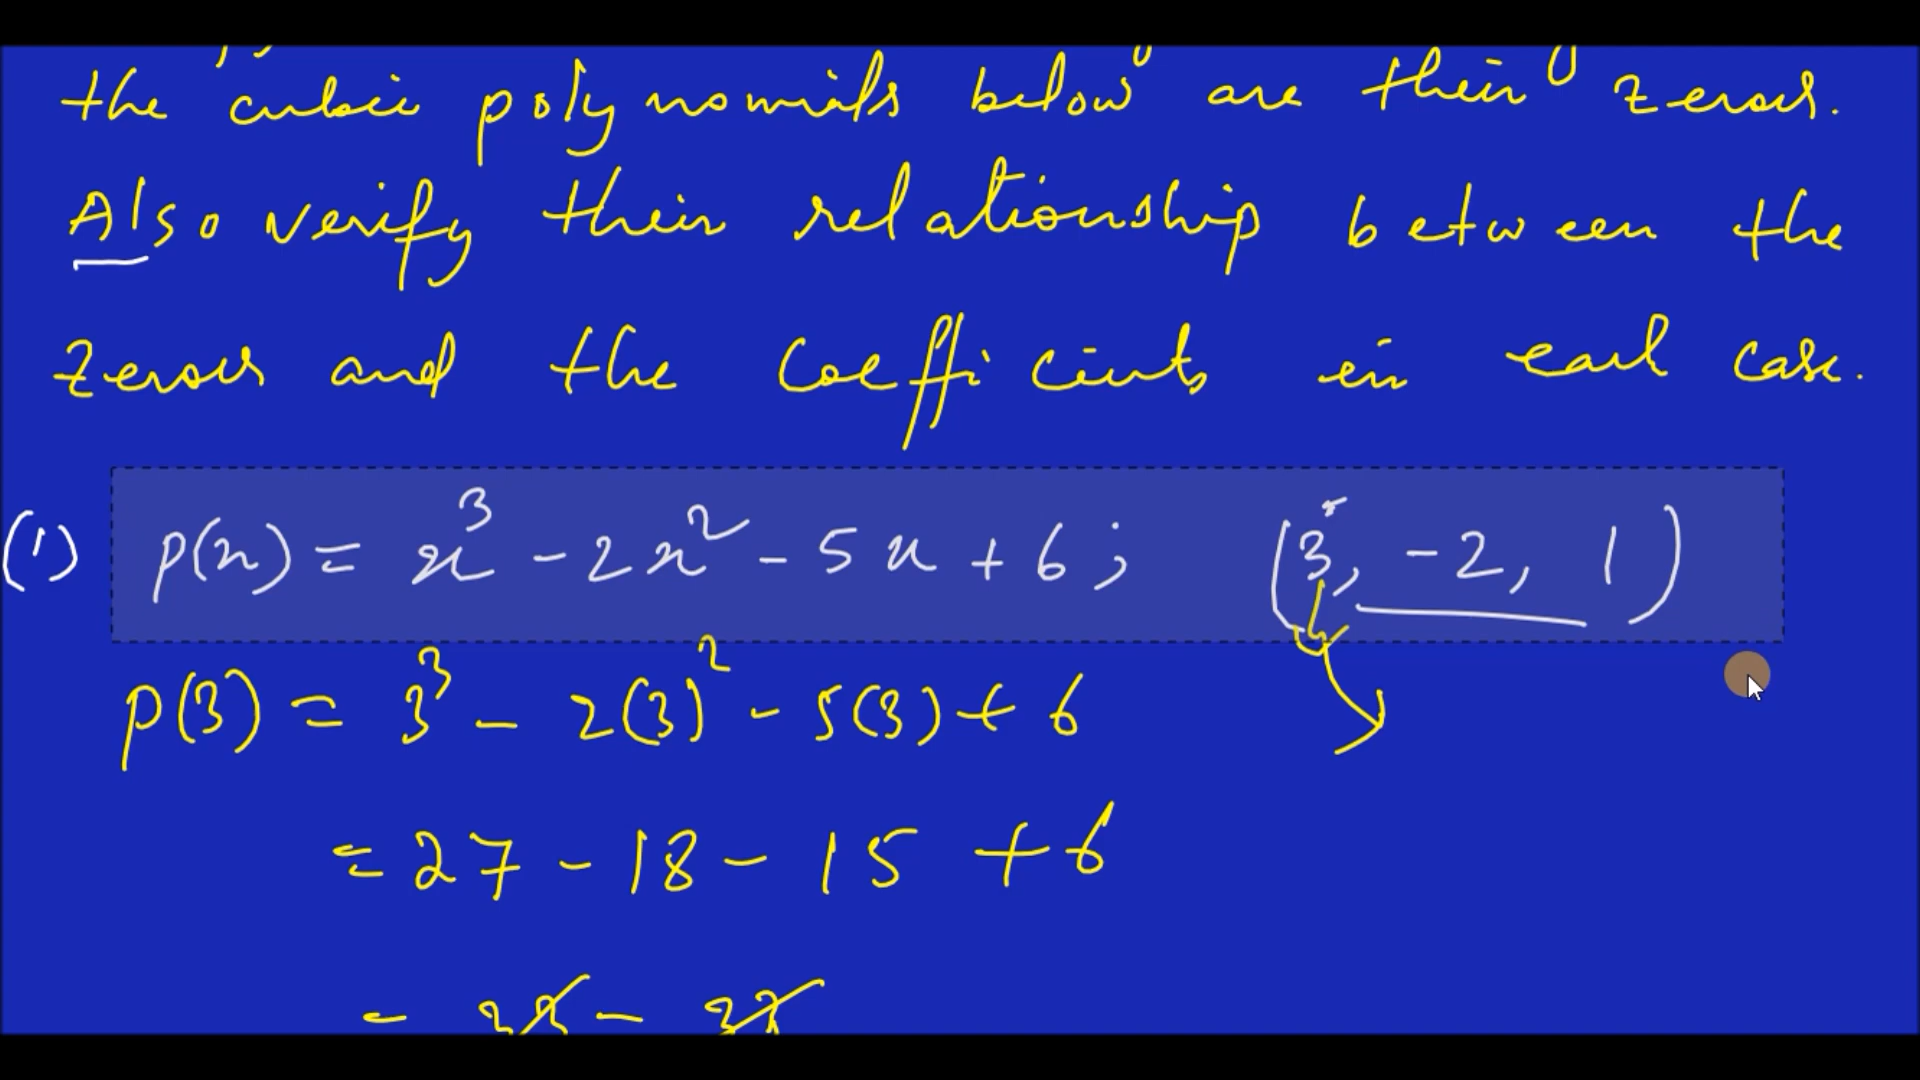 the cubic polynomials below are their zeroes.
Also verify their relationship between the
zeroes and the coefficients in each case.
(1) p(x) = x³ - 2x² - 5x + 6; (3, -2, 1)
p(3) = 3³ - 2(3)² - 5(3) + 6
= 27 - 18 - 15 + 6
= 33 - 33